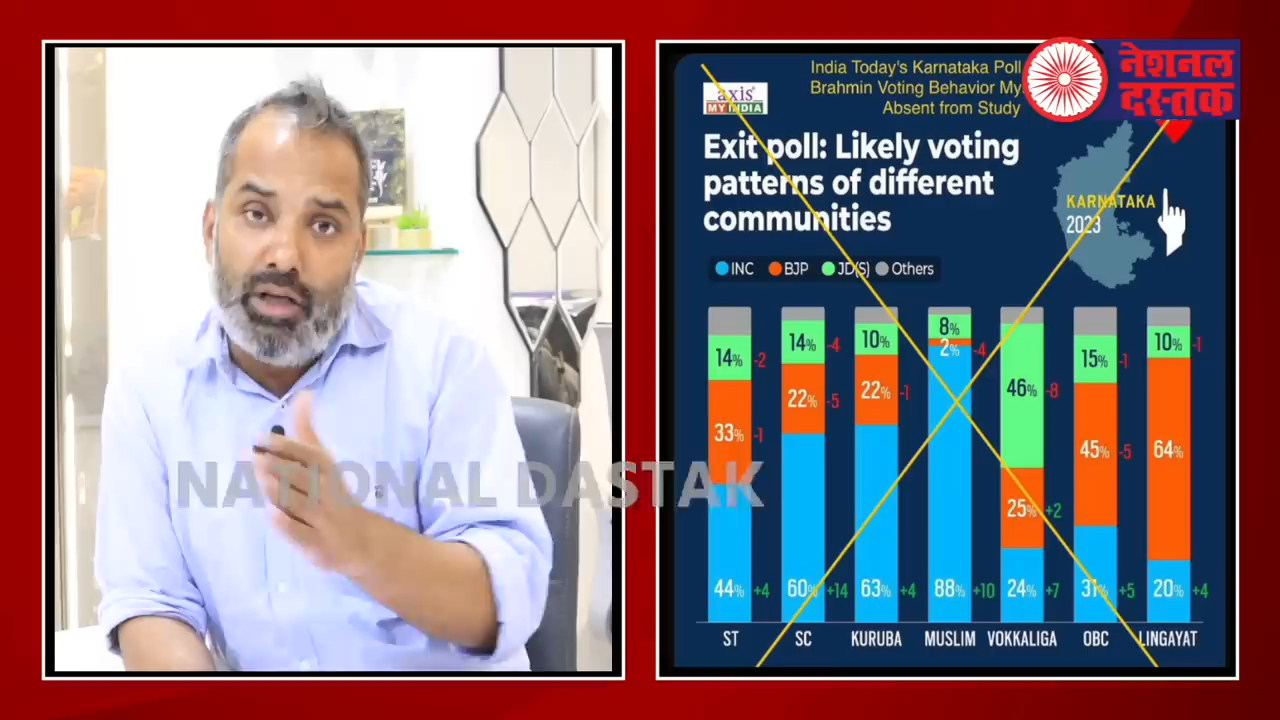 NATIONAL DASTAK
नेशनल
दस्तक
India Today's Karnataka Poll
Brahmin Voting Behavior My
Absent from Study
axis
MY INDIA
Exit poll: Likely voting
patterns of different
communities
KARNATAKA
2023
INC BJP JD(S) Others
14% -2 14% -4 10% 8% 46% -8 15% -1 10% -1
33% -1 22% -5 22% -1 2% -4 25% +2 45% -5 64%
44% +4 60% +14 63% +4 88% +10 24% +7 31% +5 20% +4
ST SC KURUBA MUSLIM VOKKALIGA OBC LINGAYAT